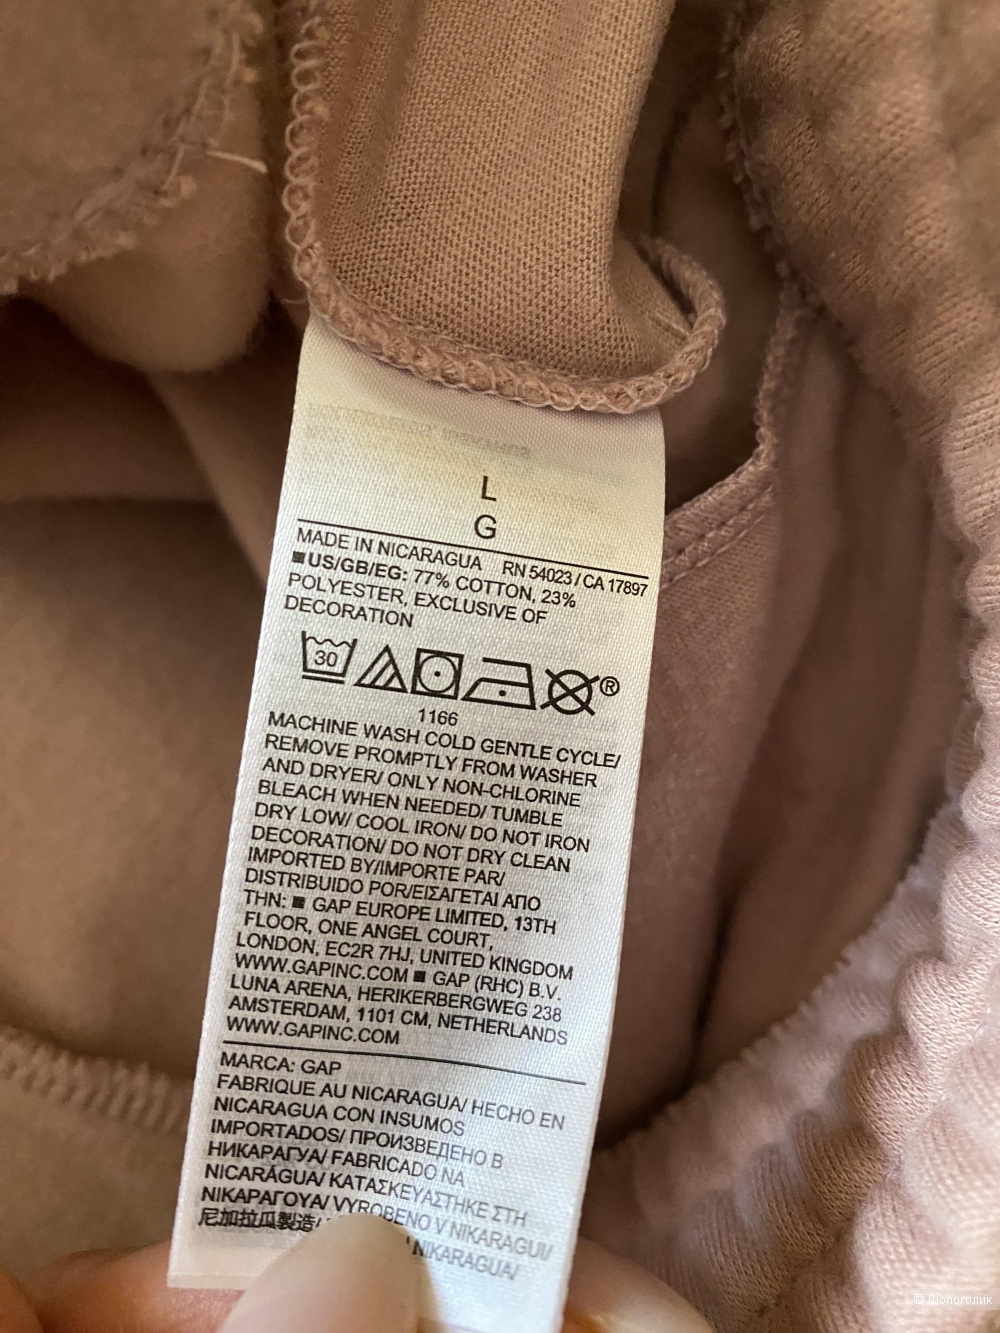 L
G
MADE IN NICARAGUA RN 54023 / CA 17897
■US/GB/EG: 77% COTTON, 23%
POLYESTER, EXCLUSIVE OF
DECORATION
30
®
1166
MACHINE WASH COLD GENTLE CYCLE/
REMOVE PROMPTLY FROM WASHER
AND DRYER/ ONLY NON-CHLORINE
BLEACH WHEN NEEDED/ TUMBLE
DRY LOW/ COOL IRON/ DO NOT IRON
DECORATION/ DO NOT DRY CLEAN
IMPORTED BY/IMPORTE PAR/
DISTRIBUIDO POR/ΕΙΣΑΓΕΤΑΙ ΑΠΟ
ΤΗΝ: ■ GAP EUROPE LIMITED, 13TH
FLOOR, ONE ANGEL COURT,
LONDON, EC2R 7HJ, UNITED KINGDOM
WWW.GAPINC.COM ■ GAP (RHC) B.V.
LUNA ARENA, HERIKERBERGWEG 238
AMSTERDAM, 1101 CM, NETHERLANDS
WWW.GAPINC.COM
MARCA: GAP
FABRIQUE AU NICARAGUA/ HECHO EN
NICARAGUA CON INSUMOS
IMPORTADOS/ ПРОИЗВЕДЕНО В
НИКАРАГУА/ FABRICADO NA
NICARÁGUA/ ΚΑΤΑΣΚΕΥΑΣΤΗΚΕ ΣΤΗ
ΝΙΚΑΡΑΓΟΥΑ/ VYROBENO V NIKARAGUI/
尼加拉瓜製造/ NIKARAGUA/
© Шопоголик